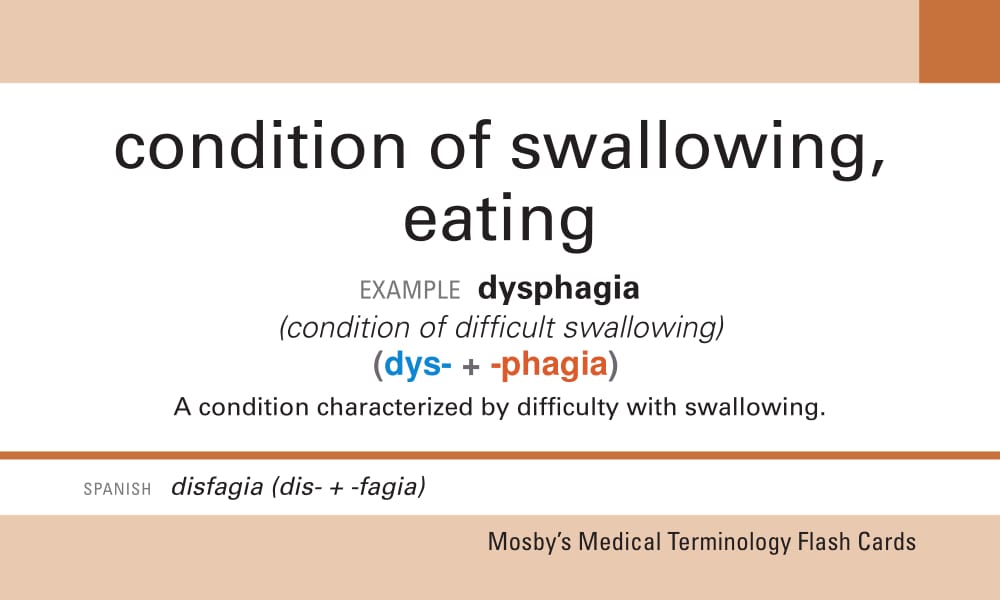 condition of swallowing,
eating
EXAMPLE dysphagia
(condition of difficult swallowing)
(dys- + -phagia)
A condition characterized by difficulty with swallowing.
SPANISH disfagia (dis- + -fagia)
Mosby's Medical Terminology Flash Cards